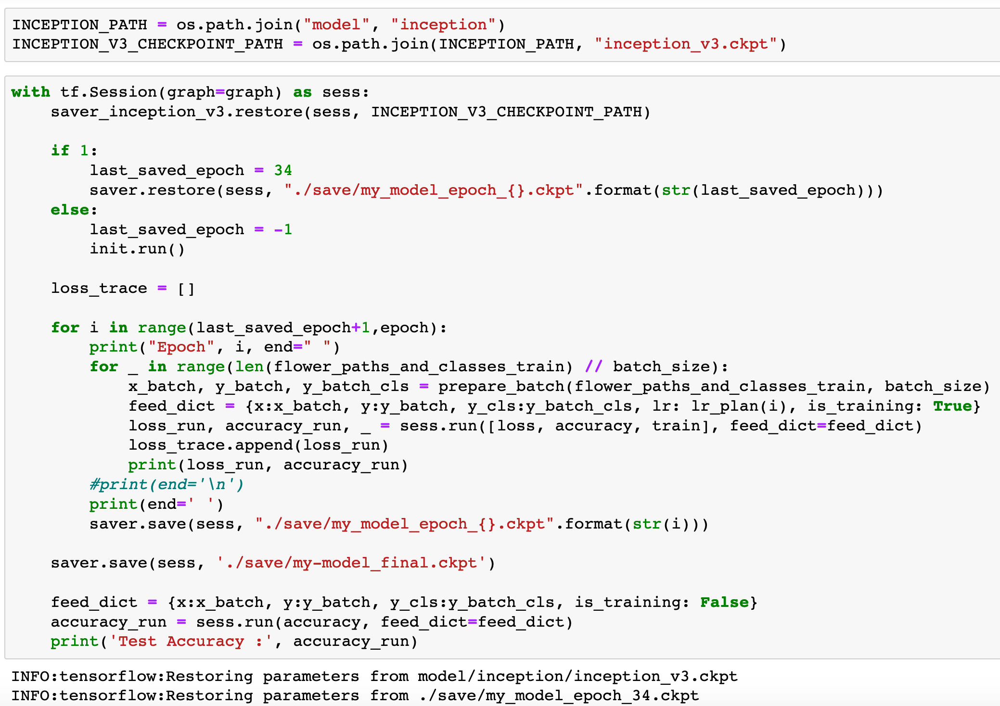 INCEPTION_PATH = os.path.join("model", "inception")
INCEPTION_V3_CHECKPOINT_PATH = os.path.join(INCEPTION_PATH, "inception_v3.ckpt")
with tf.Session(graph=graph) as sess:
    saver_inception_v3.restore(sess, INCEPTION_V3_CHECKPOINT_PATH)
    if 1:
        last_saved_epoch = 34
        saver.restore(sess, "./save/my_model_epoch_{}.ckpt".format(str(last_saved_epoch)))
    else:
        last_saved_epoch = -1
        init.run()
    loss_trace = []
    for i in range(last_saved_epoch+1,epoch):
        print("Epoch", i, end=" ")
        for _ in range(len(flower_paths_and_classes_train) // batch_size):
            x_batch, y_batch, y_batch_cls = prepare_batch(flower_paths_and_classes_train, batch_size)
            feed_dict = {x:x_batch, y:y_batch, y_cls:y_batch_cls, lr: lr_plan(i), is_training: True}
            loss_run, accuracy_run, _ = sess.run([loss, accuracy, train], feed_dict=feed_dict)
            loss_trace.append(loss_run)
            print(loss_run, accuracy_run)
        #print(end='\n')
        print(end=' ')
        saver.save(sess, "./save/my_model_epoch_{}.ckpt".format(str(i)))
    saver.save(sess, './save/my-model_final.ckpt')
    feed_dict = {x:x_batch, y:y_batch, y_cls:y_batch_cls, is_training: False}
    accuracy_run = sess.run(accuracy, feed_dict=feed_dict)
    print('Test Accuracy :', accuracy_run)
INFO:tensorflow:Restoring parameters from model/inception/inception_v3.ckpt
INFO:tensorflow:Restoring parameters from ./save/my_model_epoch_34.ckpt